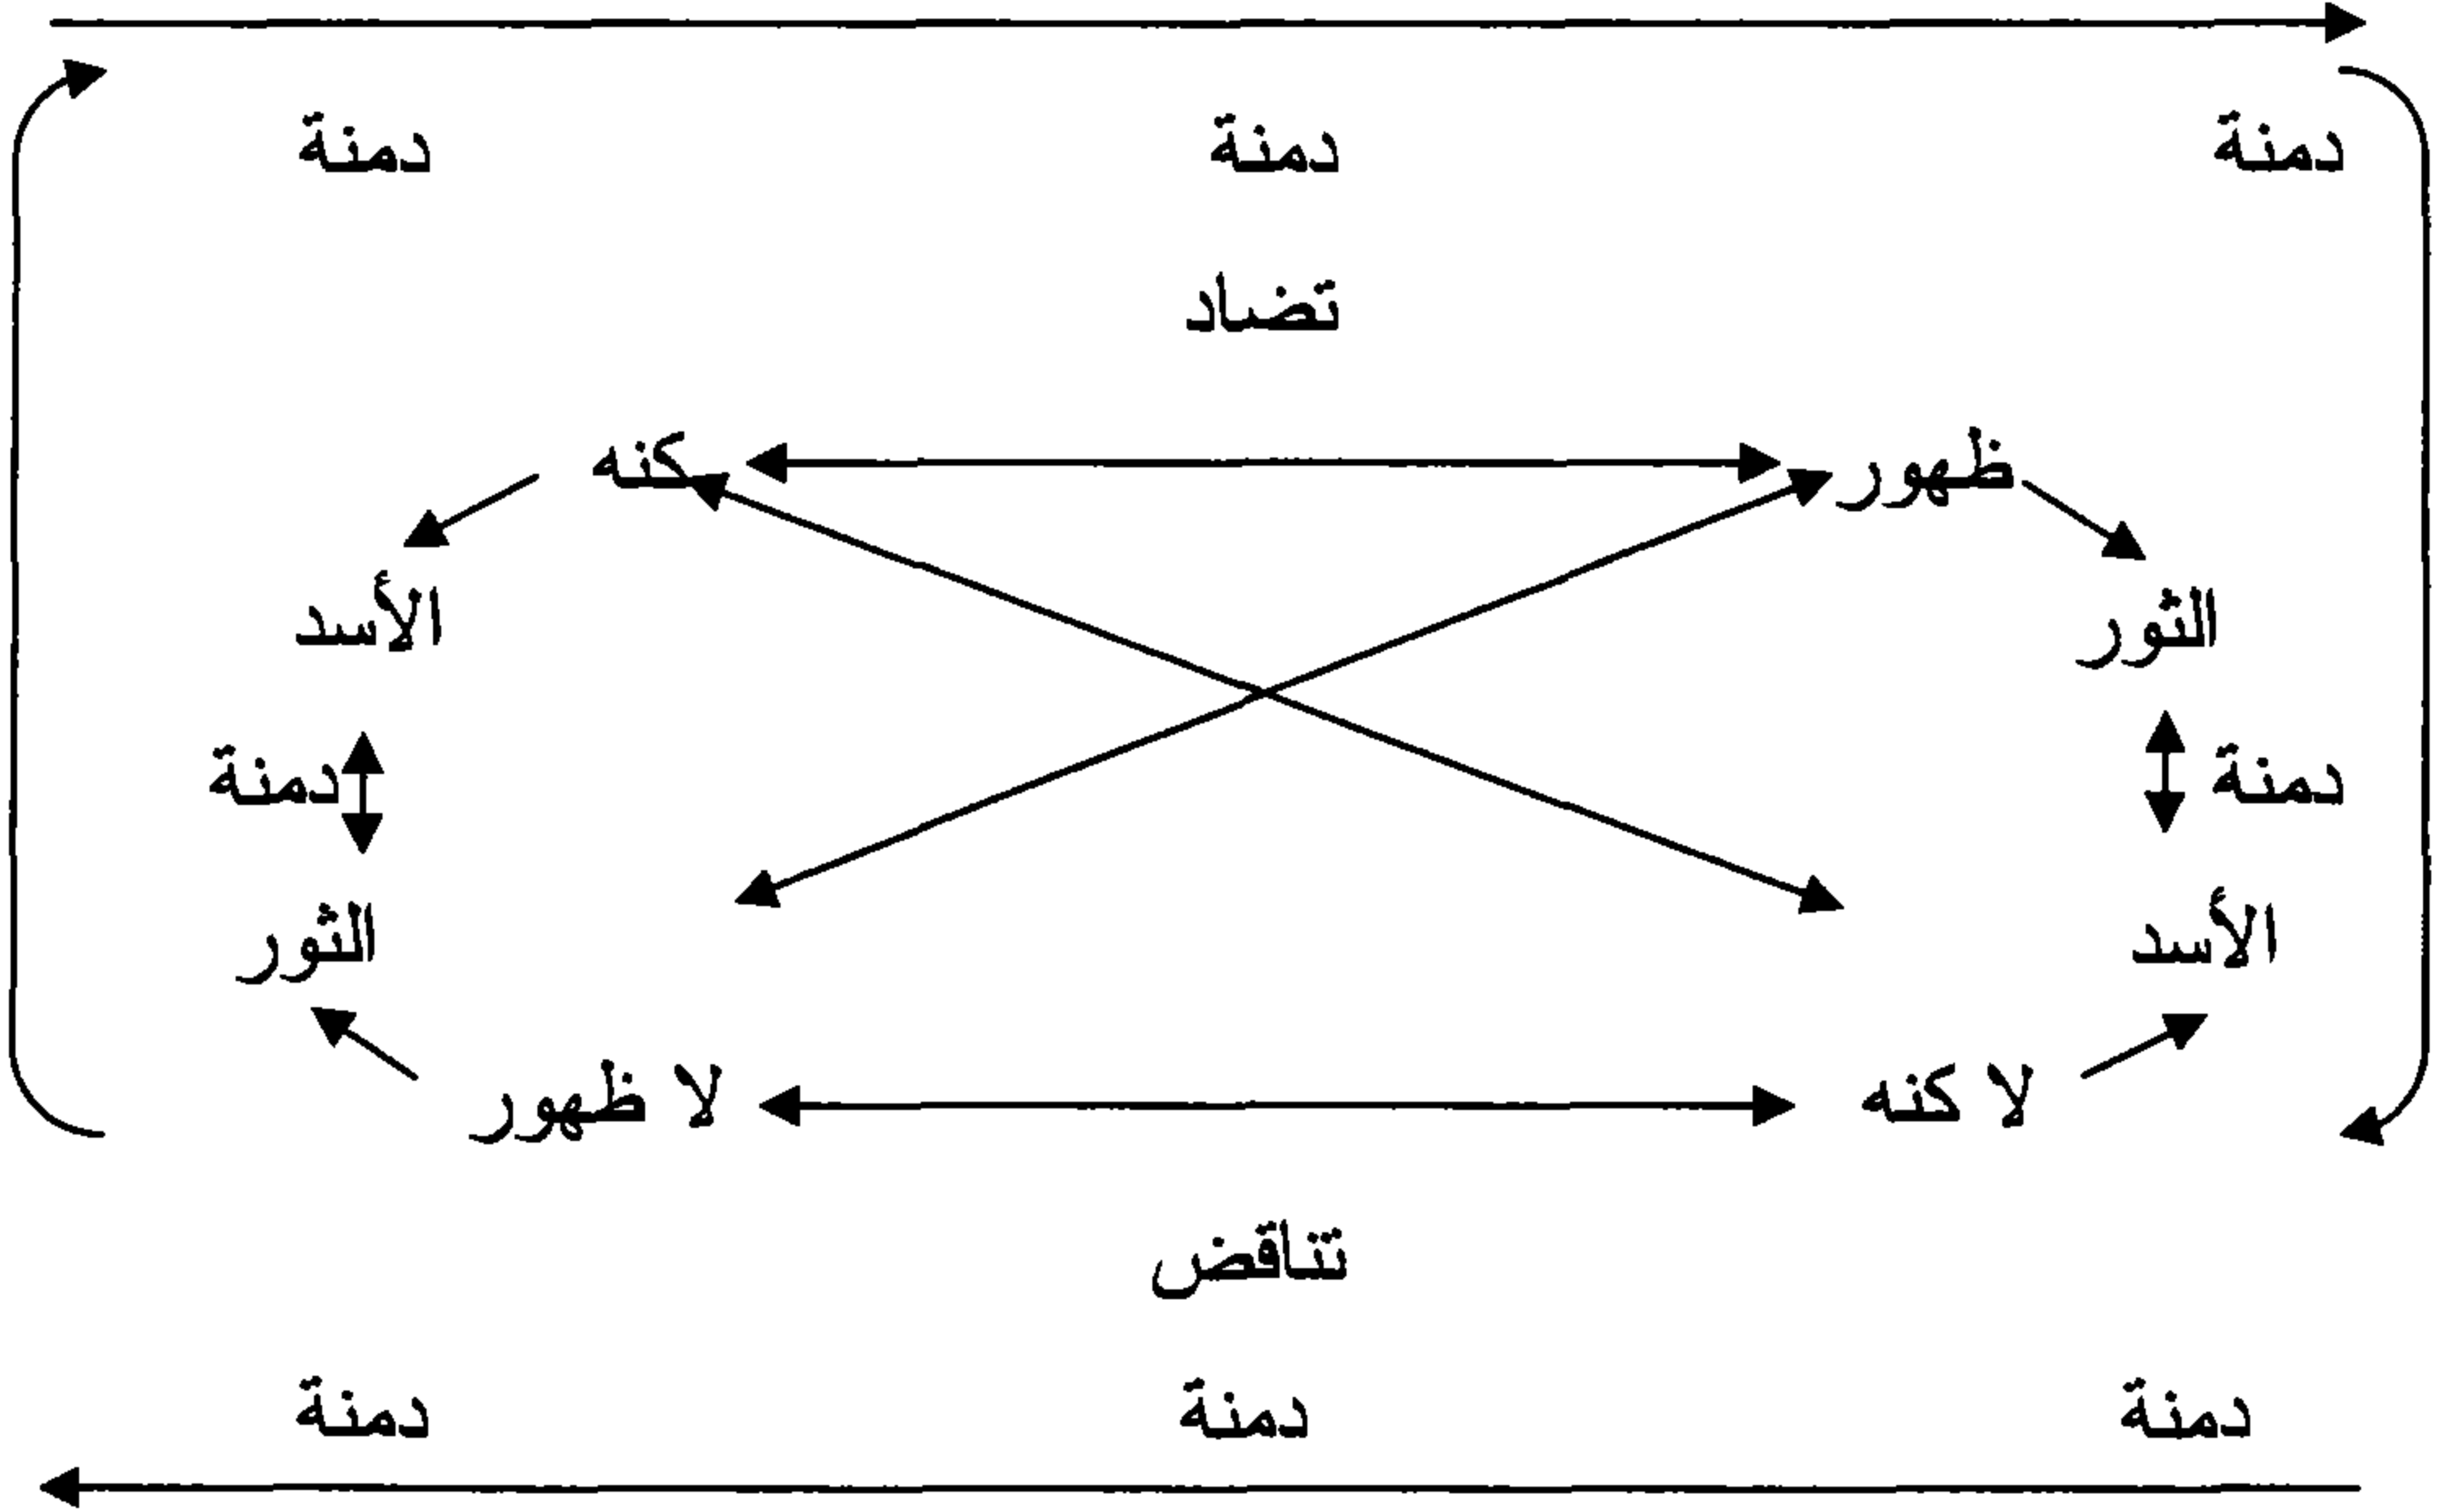 دمنة دمنة دمنة
تضاد
ظهور كنه
الثور الأسد
دمنة دمنة
الأسد الثور
لا كنه لا ظهور
تناقض
دمنة دمنة دمنة